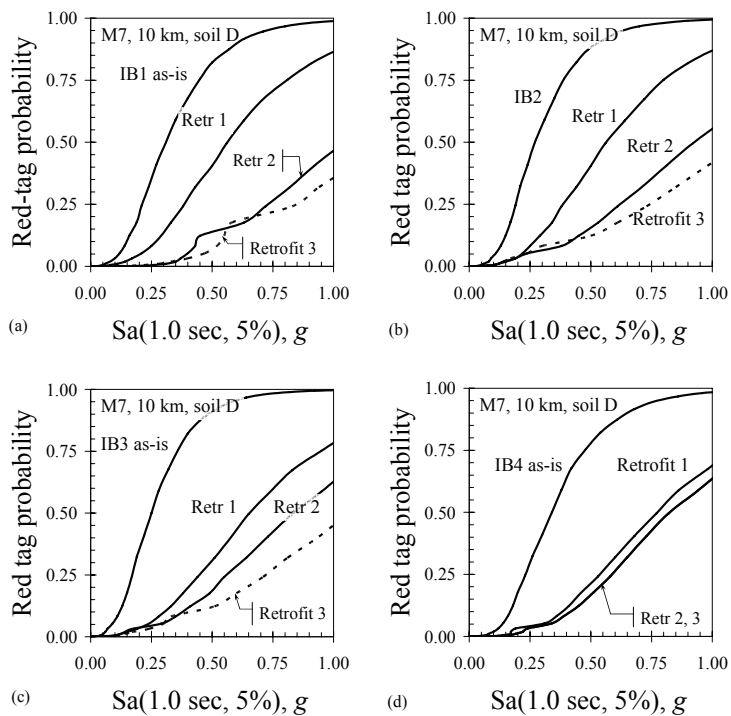 Red-tag probability
1.00
0.75
0.50
0.25
0.00
M7, 10 km, soil D
IB1 as-is
Retr 1
Retr 2
Retrofit 3
0.00 0.25 0.50 0.75 1.00
(a)
Sa(1.0 sec, 5%), g
Red tag probability
1.00
0.75
0.50
0.25
0.00
M7, 10 km, soil D
IB2
Retr 1
Retr 2
Retrofit 3
0.00 0.25 0.50 0.75 1.00
(b)
Sa(1.0 sec, 5%), g
Red tag probability
1.00
0.75
0.50
0.25
0.00
M7, 10 km, soil D
IB3 as-is
Retr 1
Retr 2
Retrofit 3
0.00 0.25 0.50 0.75 1.00
(c)
Sa(1.0 sec, 5%), g
Red tag probability
1.00
0.75
0.50
0.25
0.00
M7, 10 km, soil D
IB4 as-is
Retrofit 1
Retr 2, 3
0.00 0.25 0.50 0.75 1.00
(d)
Sa(1.0 sec, 5%), g